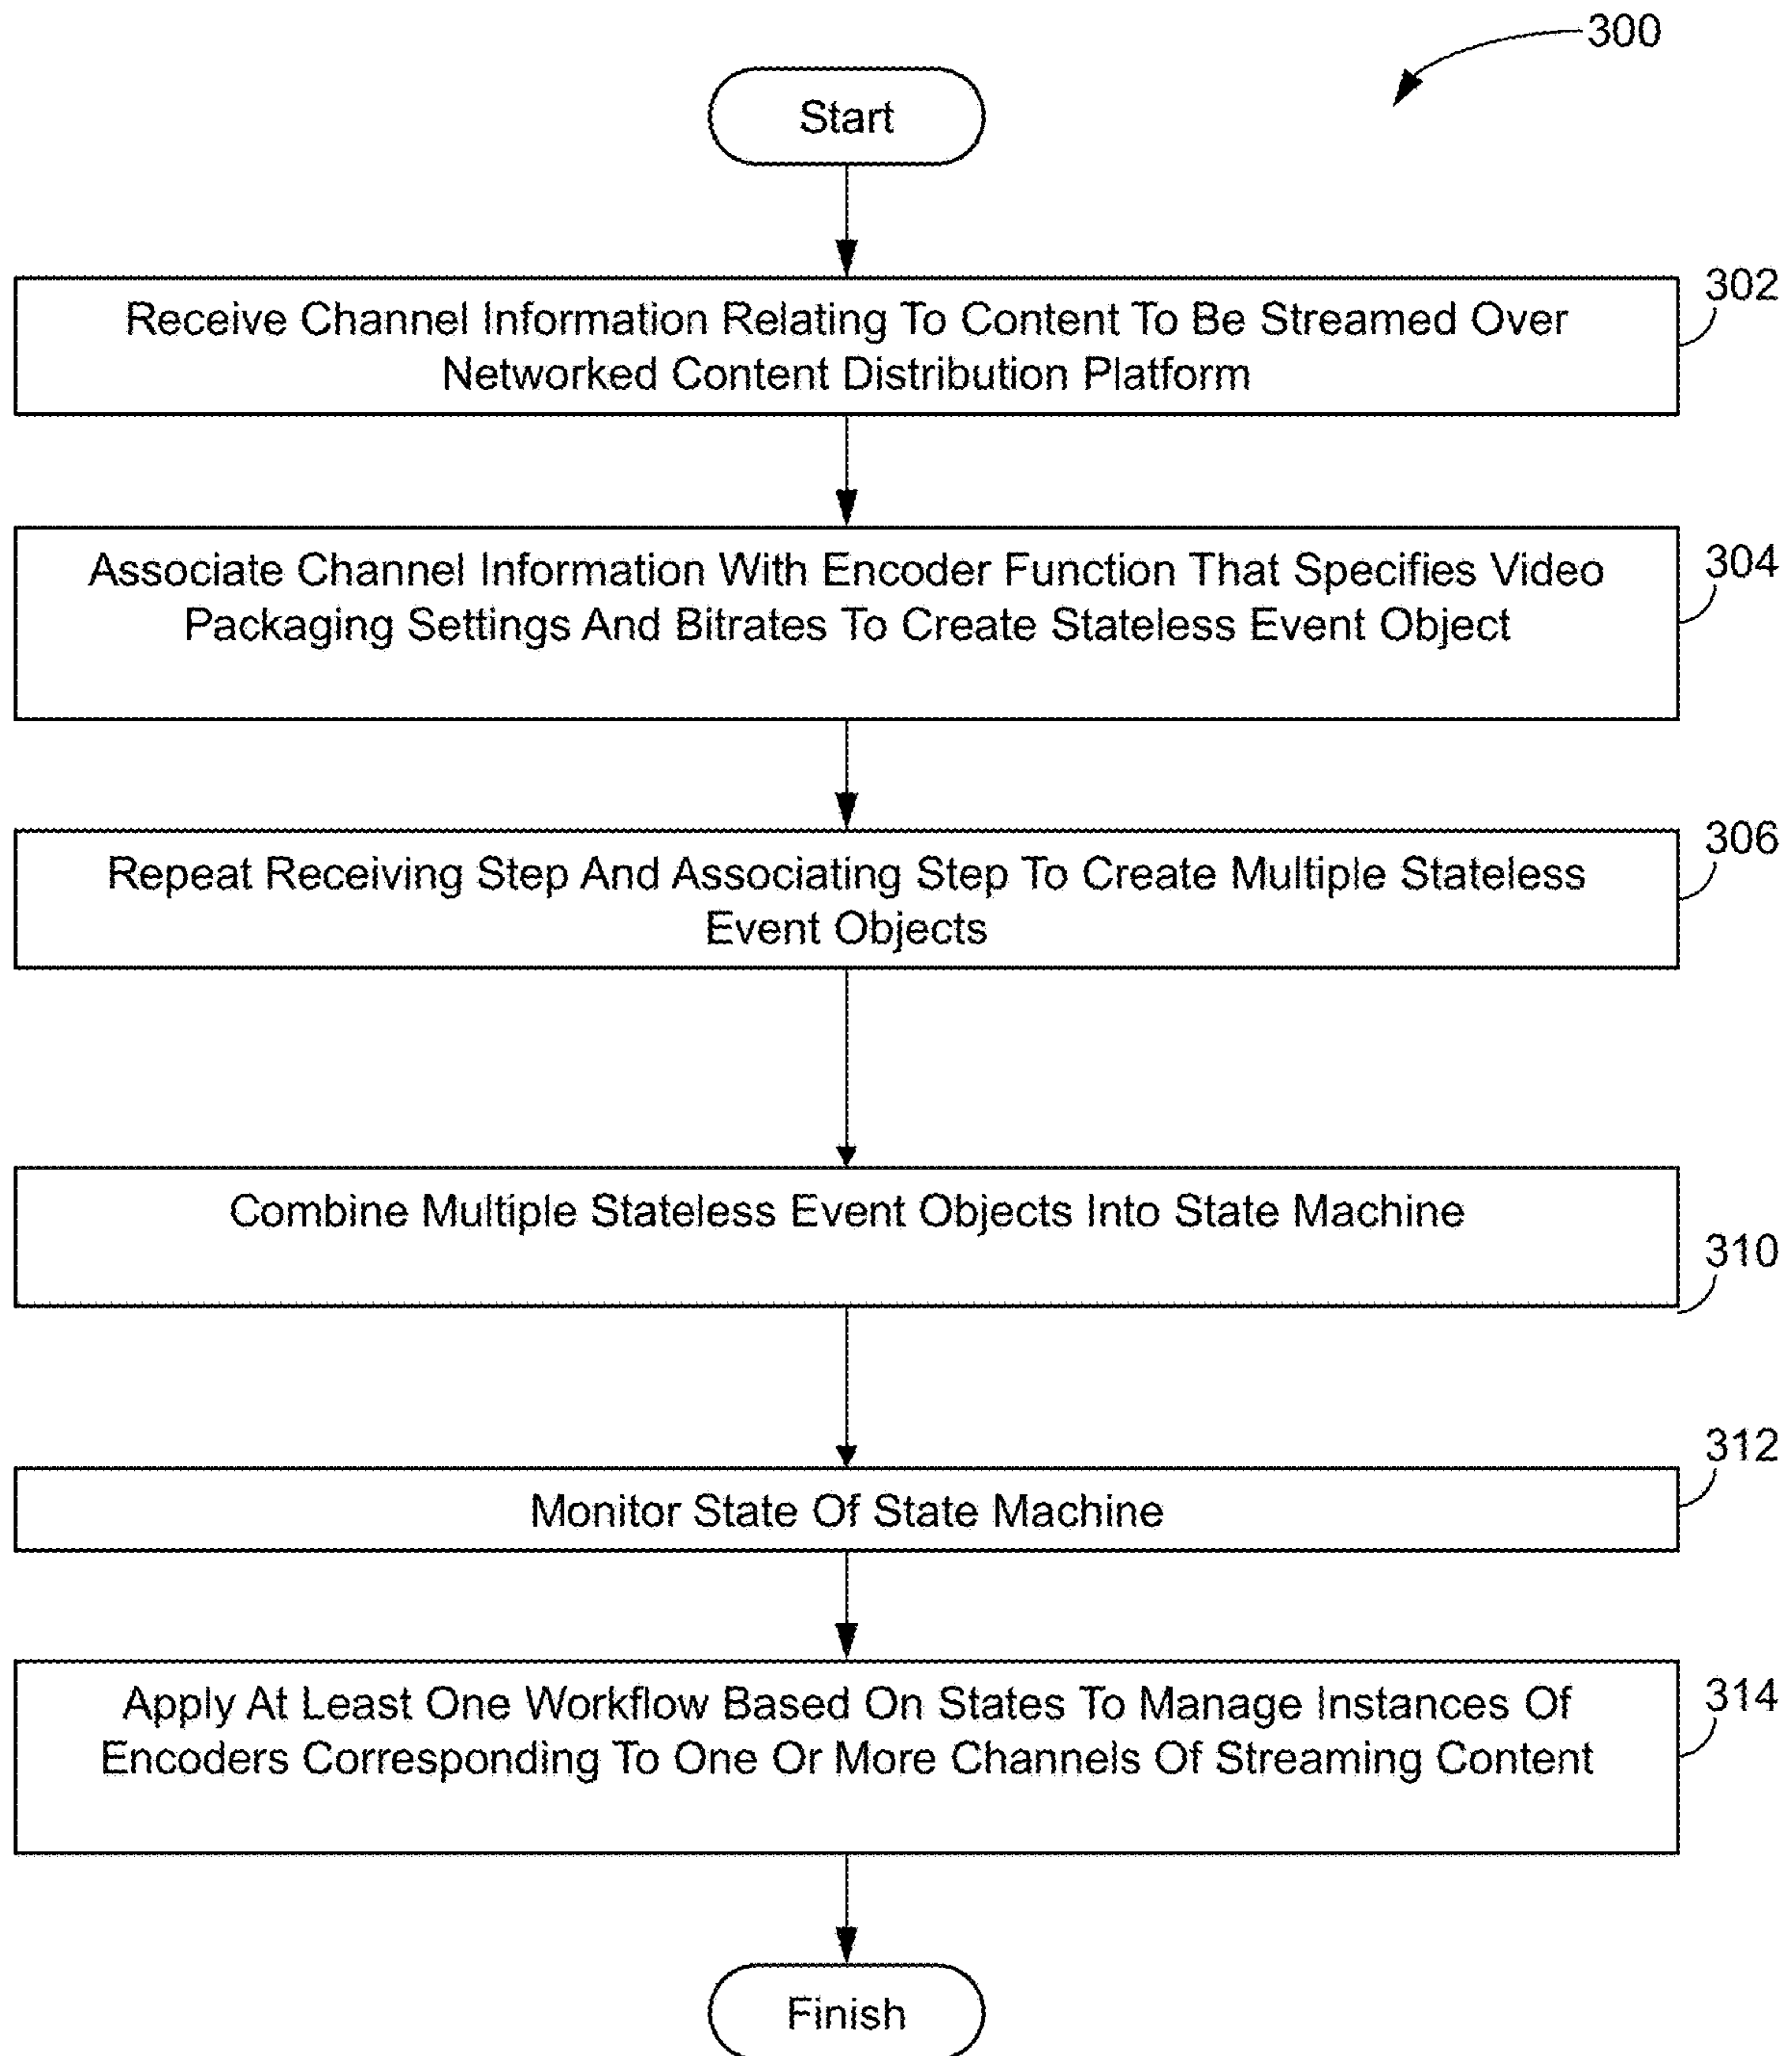 300
Start
302
Receive Channel Information Relating To Content To Be Streamed Over
Networked Content Distribution Platform
304
Associate Channel Information With Encoder Function That Specifies Video
Packaging Settings And Bitrates To Create Stateless Event Object
306
Repeat Receiving Step And Associating Step To Create Multiple Stateless
Event Objects
Combine Multiple Stateless Event Objects Into State Machine
310
312
Monitor State Of State Machine
314
Apply At Least One Workflow Based On States To Manage Instances Of
Encoders Corresponding To One Or More Channels Of Streaming Content
Finish